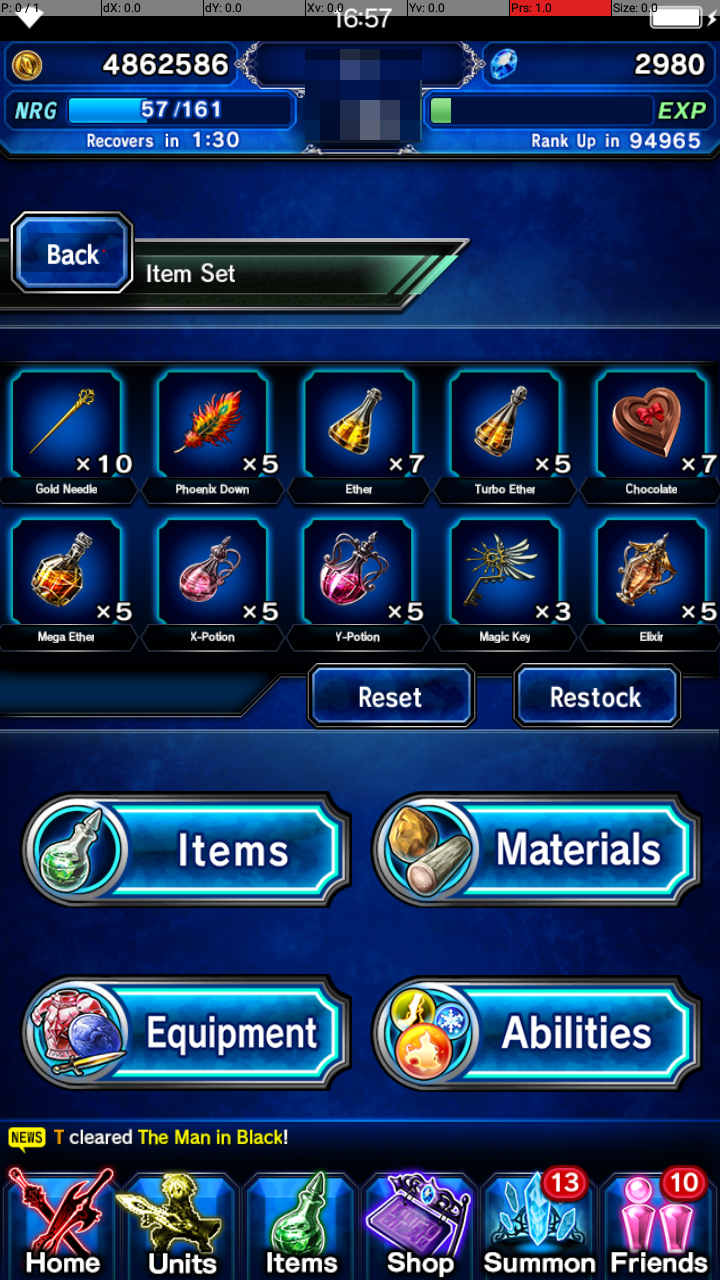 P: 0 / 1 dX: 0.0 dY: 0.0 Xv: 0.0 Yv: 0.0 Prs: 1.0 Size: 0.0
16:57
4862586 2980
NRG 57/161 EXP
Recovers in 1:30 Rank Up in 94965
Back
Item Set
×10 ×5 ×7 ×5 ×7
Gold Needle Phoenix Down Ether Turbo Ether Chocolate
×5 ×5 ×5 ×3 ×5
Mega Ether X-Potion Y-Potion Magic Key Elixir
Reset Restock
Items Materials
Equipment Abilities
NEWS T cleared The Man in Black!
13 10
Home Units Items Shop Summon Friends